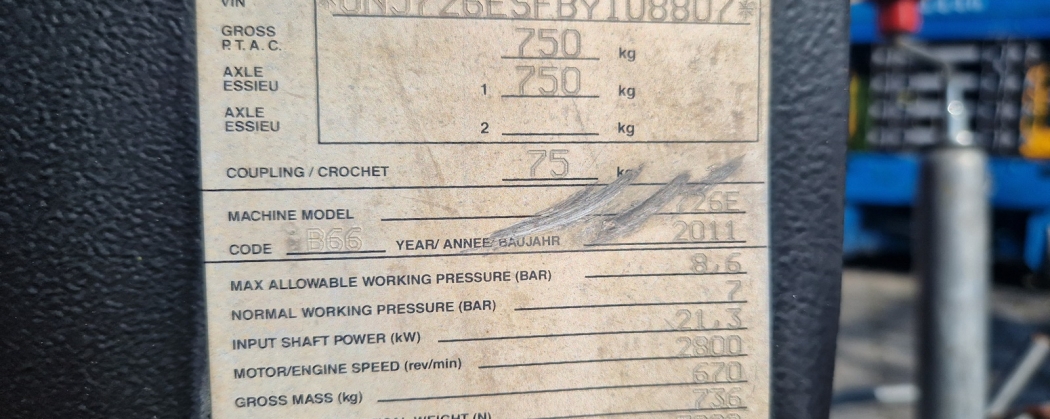 VIN
GROSS 750 kg
P.T.A.C.
AXLE 1 750 kg
ESSIEU
AXLE 2 kg
ESSIEU
COUPLING / CROCHET 75 kg
MACHINE MODEL 726E
CODE B66 YEAR/ ANNEE/ BAUJAHR 2011
MAX ALLOWABLE WORKING PRESSURE (BAR) 8,6
NORMAL WORKING PRESSURE (BAR) 7
INPUT SHAFT POWER (kW) 21,3
MOTOR/ENGINE SPEED (rev/min) 2800
GROSS MASS (kg) 670
WEIGHT (N) 736